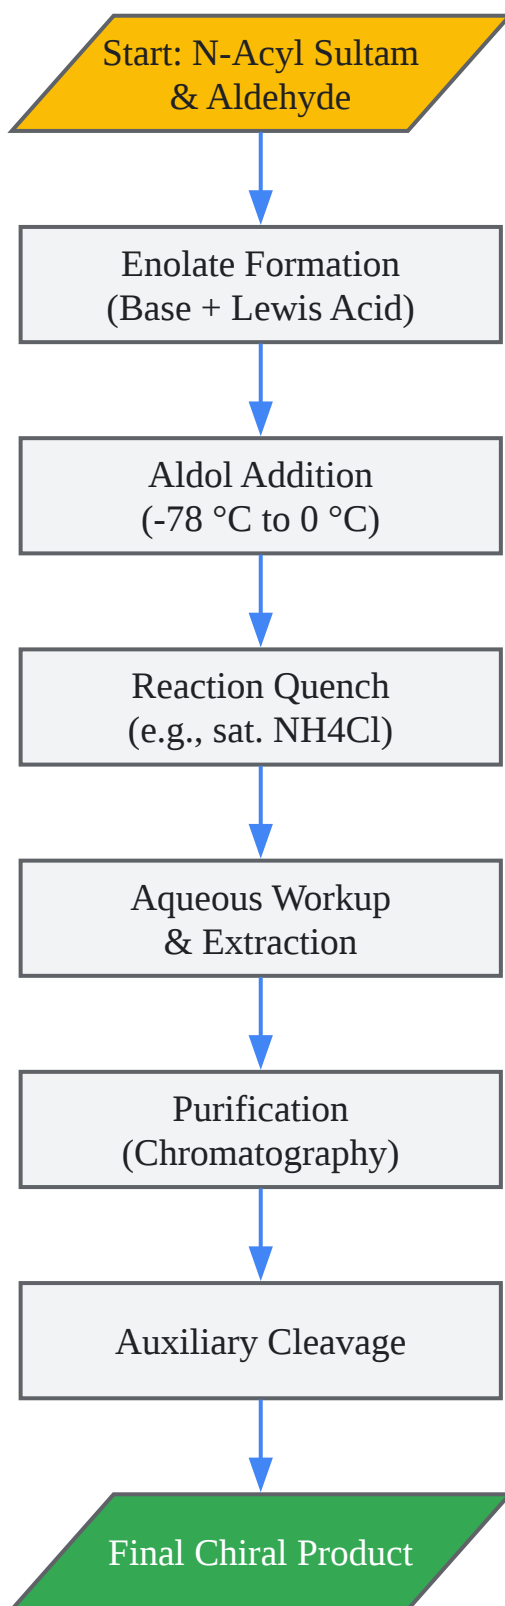 Start: N-Acyl Sultam
& Aldehyde
Enolate Formation
(Base + Lewis Acid)
Aldol Addition
(-78 °C to 0 °C)
Reaction Quench
(e.g., sat. NH4Cl)
Aqueous Workup
& Extraction
Purification
(Chromatography)
Auxiliary Cleavage
Final Chiral Product